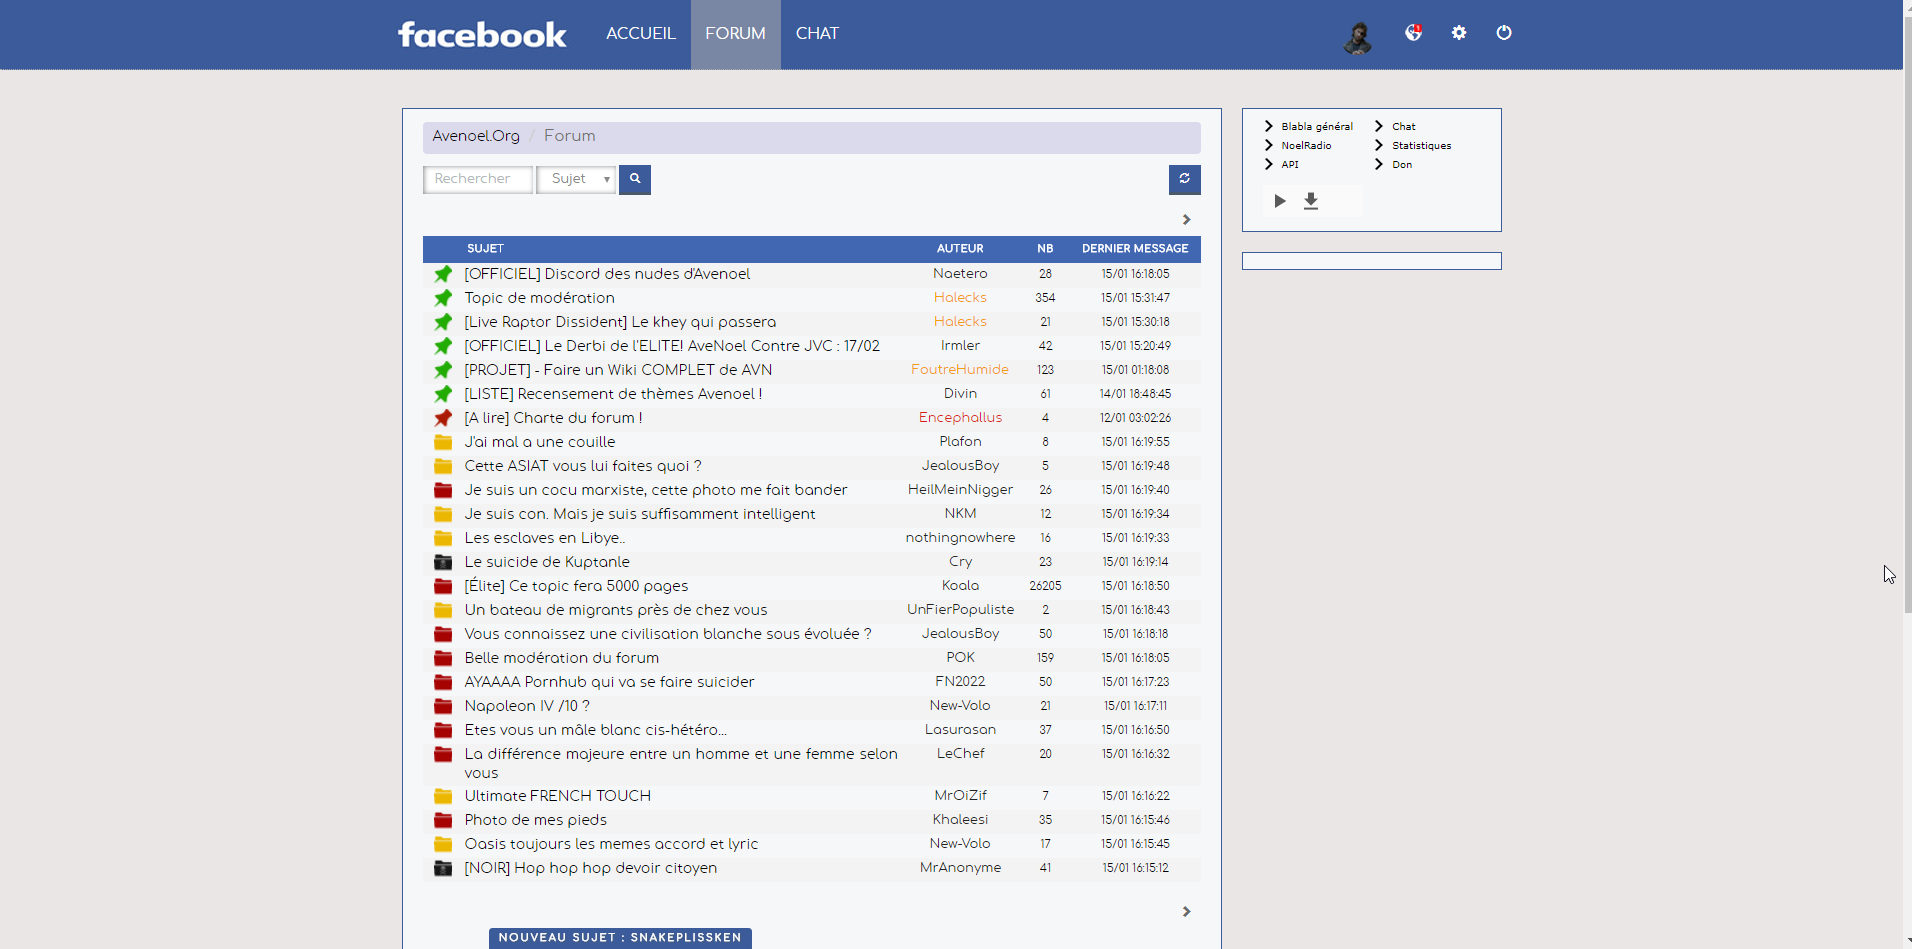 facebook ACCUEIL FORUM CHAT 1
Avenoel.Org / Forum
Rechercher Sujet
SUJET AUTEUR NB DERNIER MESSAGE
[OFFICIEL] Discord des nudes d'Avenoel Naetero 28 15/01 16:18:05
Topic de modération Halecks 354 15/01 15:31:47
[Live Raptor Dissident] Le khey qui passera Halecks 21 15/01 15:30:18
[OFFICIEL] Le Derbi de l'ELITE! AveNoel Contre JVC : 17/02 Irmler 42 15/01 15:20:49
[PROJET] - Faire un Wiki COMPLET de AVN FoutreHumide 123 15/01 01:18:08
[LISTE] Recensement de thèmes Avenoel ! Divin 61 14/01 18:48:45
[A lire] Charte du forum ! Encephallus 4 12/01 03:02:26
J'ai mal a une couille Plafon 8 15/01 16:19:55
Cette ASIAT vous lui faites quoi ? JealousBoy 5 15/01 16:19:48
Je suis un cocu marxiste, cette photo me fait bander HeilMeinNigger 26 15/01 16:19:40
Je suis con. Mais je suis suffisamment intelligent NKM 12 15/01 16:19:34
Les esclaves en Libye.. nothingnowhere 16 15/01 16:19:33
Le suicide de Kuptanle Cry 23 15/01 16:19:14
[Élite] Ce topic fera 5000 pages Koala 26205 15/01 16:18:50
Un bateau de migrants près de chez vous UnFierPopuliste 2 15/01 16:18:43
Vous connaissez une civilisation blanche sous évoluée ? JealousBoy 50 15/01 16:18:18
Belle modération du forum POK 159 15/01 16:18:05
AYAAAA Pornhub qui va se faire suicider FN2022 50 15/01 16:17:23
Napoleon IV /10 ? New-Volo 21 15/01 16:17:11
Etes vous un mâle blanc cis-hétéro... Lasurasan 37 15/01 16:16:50
La différence majeure entre un homme et une femme selon LeChef 20 15/01 16:16:32
vous
Ultimate FRENCH TOUCH MrOiZif 7 15/01 16:16:22
Photo de mes pieds Khaleesi 35 15/01 16:15:46
Oasis toujours les memes accord et lyric New-Volo 17 15/01 16:15:45
[NOIR] Hop hop hop devoir citoyen MrAnonyme 41 15/01 16:15:12
NOUVEAU SUJET : SNAKEPLISSKEN
Blabla général Chat
NoelRadio Statistiques
API Don